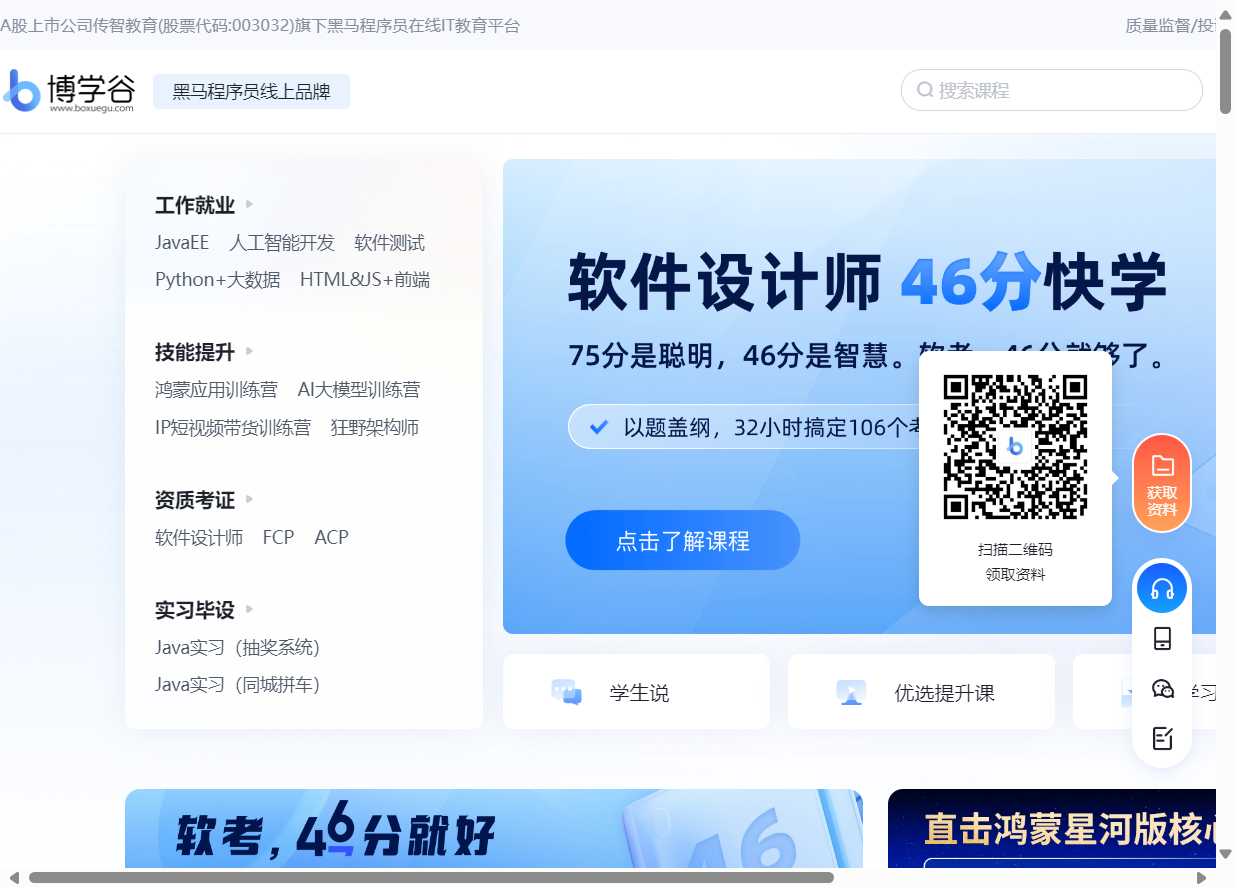 A股上市公司传智教育(股票代码:003032)旗下黑马程序员在线IT教育平台
质量监督/投
博学谷
www.boxuegu.com
黑马程序员线上品牌
搜索课程
工作就业
JavaEE 人工智能开发 软件测试
Python+大数据 HTML&JS+前端
技能提升
鸿蒙应用训练营 AI大模型训练营
IP短视频带货训练营 狂野架构师
资质考证
软件设计师 FCP ACP
实习毕设
Java实习（抽奖系统）
Java实习（同城拼车）
软件设计师 46分快学
75分是聪明，46分是智慧。软考，46分就够了。
以题盖纲，32小时搞定106个考
点击了解课程
扫描二维码
领取资料
获取
资料
学生说
优选提升课
学习
软考,46分就好
46
直击鸿蒙星河版核心